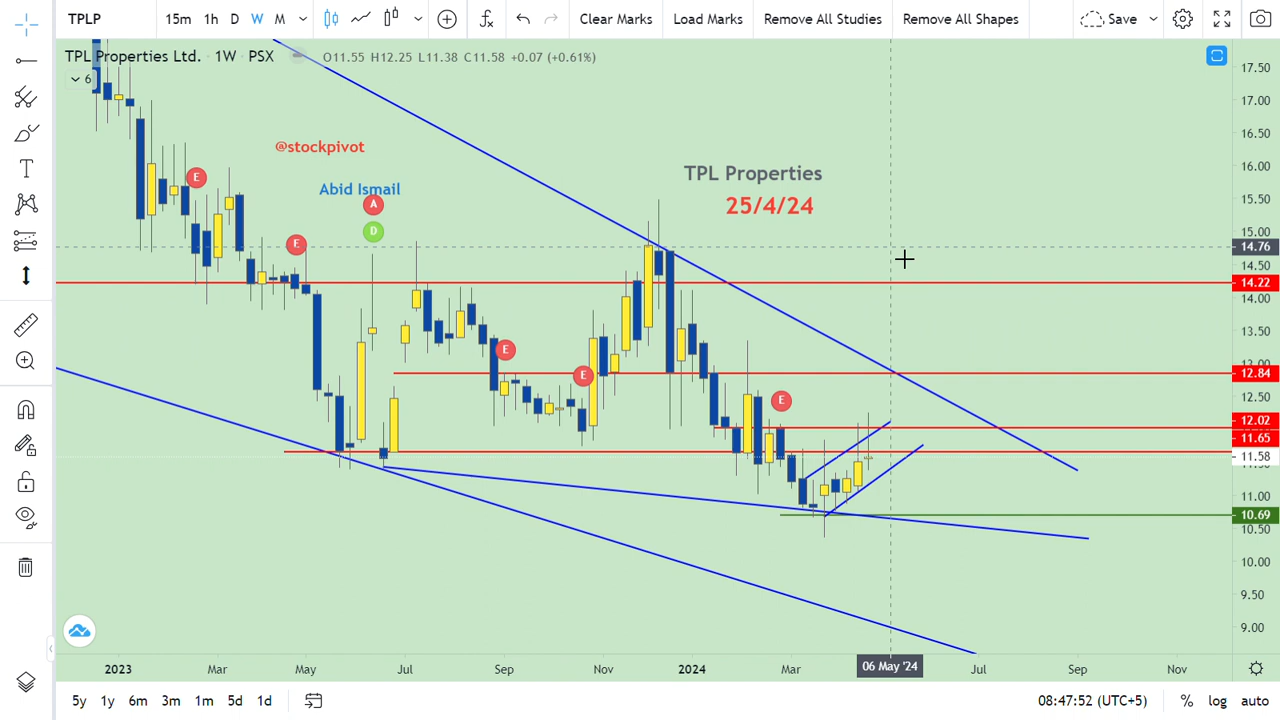 TPLP 15m 1h D W M Clear Marks Load Marks Remove All Studies Remove All Shapes Save
TPL Properties Ltd. · 1W · PSX O11.55 H12.25 L11.38 C11.58 +0.07 (+0.61%)
6
17.50
17.00
16.50
@stockpivot
16.00
E
TPL Properties
Abid Ismail
15.50
A
25/4/24
D
15.00
E
14.76
14.50
14.22
14.00
13.50
E
13.00
E
12.84
12.50
E
12.02
11.65
11.58
11.00
10.69
10.50
10.00
9.50
9.00
2023 Mar May Jul Sep Nov 2024 Mar 06 May '24 Jul Sep Nov
5y 1y 6m 3m 1m 5d 1d 08:47:52 (UTC+5) % log auto